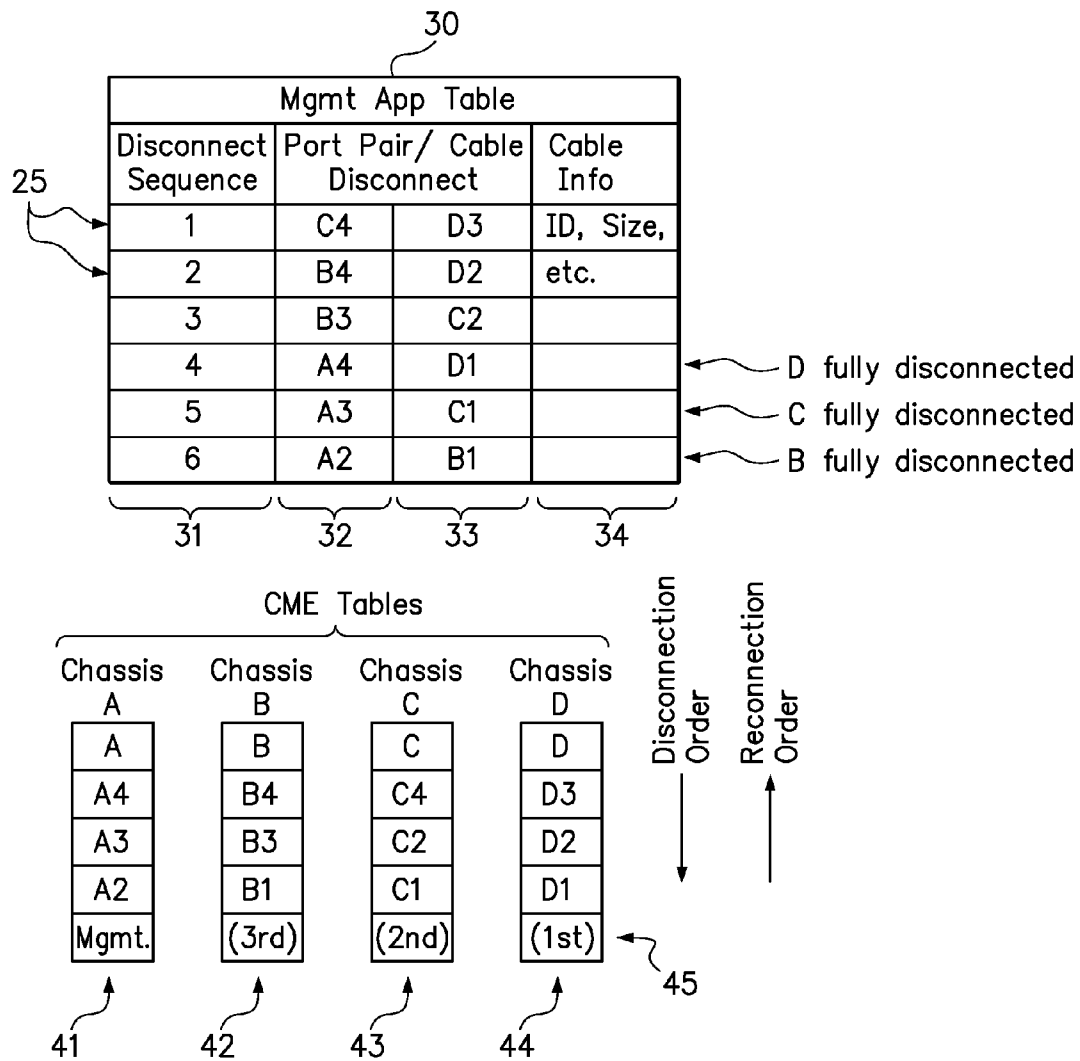 30
Mgmt App Table
Disconnect Sequence Port Pair/ Cable Disconnect Cable Info
25
1 C4 D3 ID, Size,
2 B4 D2 etc.
3 B3 C2
4 A4 D1 D fully disconnected
5 A3 C1 C fully disconnected
6 A2 B1 B fully disconnected
31 32 33 34
CME Tables
Chassis A Chassis B Chassis C Chassis D
A B C D
A4 B4 C4 D3
A3 B3 C2 D2
A2 B1 C1 D1
Mgmt. (3rd) (2nd) (1st)
45
41 42 43 44
Disconnection Order
Reconnection Order